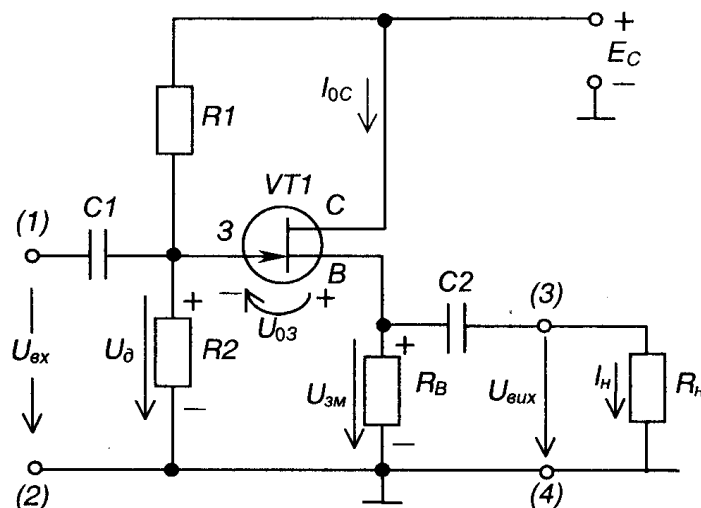 +
E_C
−
I_0C
R1
VT1
C1
C
(1)
З
В
C2
(3)
−
+
+
U_03
+
U_вх
U_д
R2
U_зм
R_В
U_вих
I_н
R_н
−
−
(2)
(4)